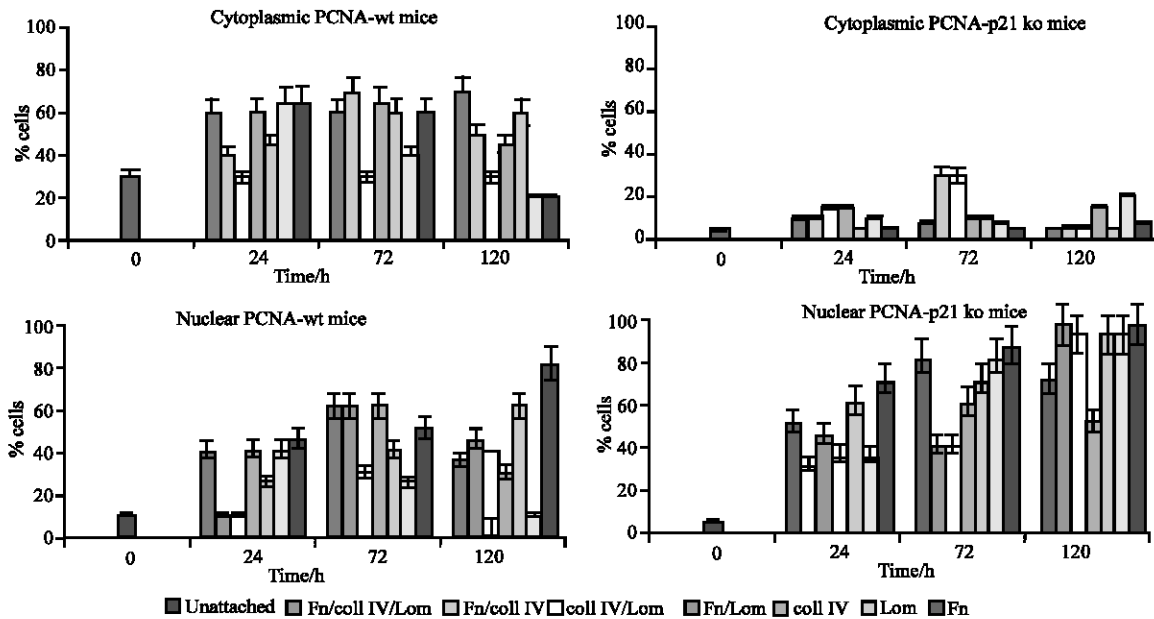 Cytoplasmic PCNA-wt mice
100
80
60
40
20
0
% cells
0 24 72 120
Time/h
Cytoplasmic PCNA-p21 ko mice
100
80
60
40
20
0
% cells
0 24 72 120
Time/h
Nuclear PCNA-wt mice
100
80
60
40
10
0
% cells
0 24 72 120
Time/h
Nuclear PCNA-p21 ko mice
100
80
60
40
20
0
% cells
0 24 72 120
Time/h
Unattached Fn/coll IV/Lom Fn/coll IV coll IV/Lom Fn/Lom coll IV Lom Fn